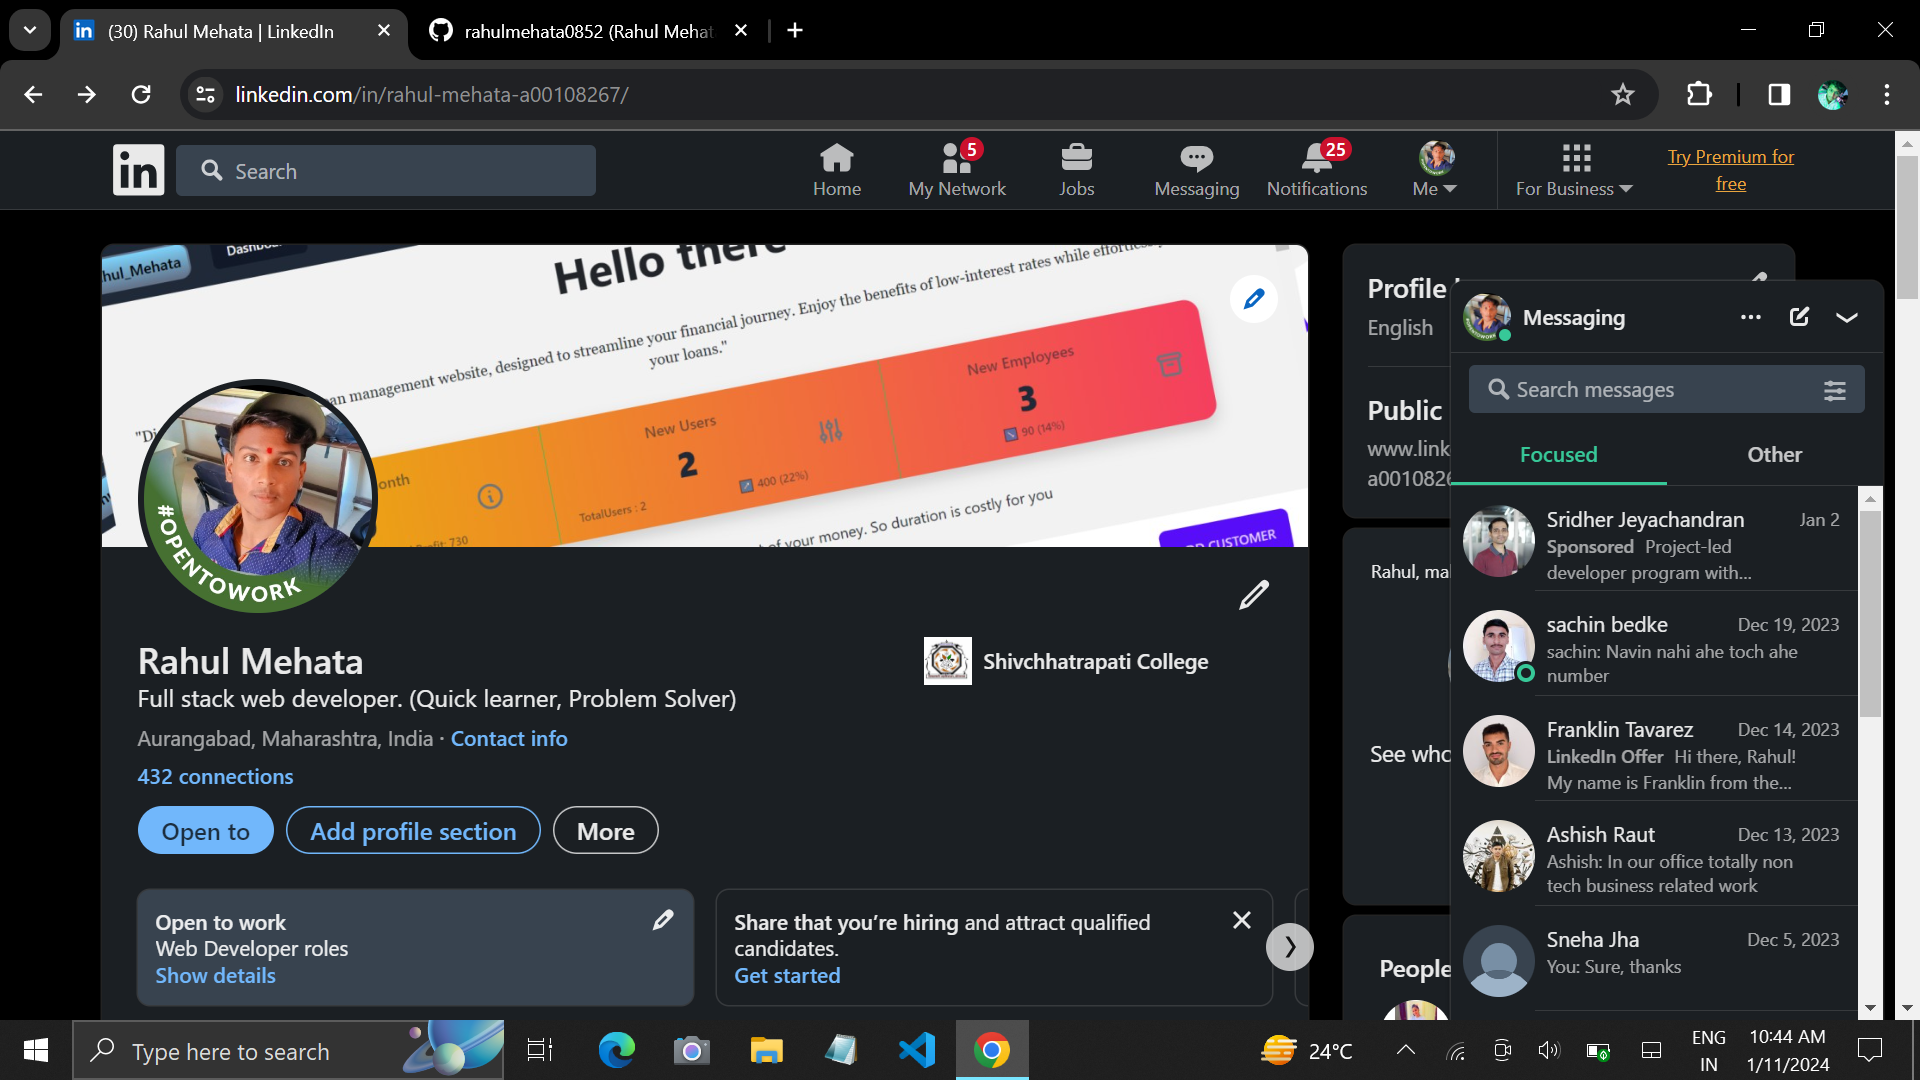 (30) Rahul Mehata | LinkedIn
rahulmehata0852 (Rahul Mehat
linkedin.com/in/rahul-mehata-a00108267/
in
Search
Home
5
My Network
Jobs
Messaging
25
Notifications
Me
For Business
Try Premium for
free
hul_Mehata
Hello there
your financial journey. Enjoy the benefits of low-interest rates while
an management website, designed to streamline
your loans."
onth
730
New Users
2
400 (22%)
TotalUsers : 2
New Employees
3
90 (14%)
of your money. So duration is costly for you
CUSTOMER
#OPENTOWORK
Rahul Mehata
Full stack web developer. (Quick learner, Problem Solver)
Aurangabad, Maharashtra, India · Contact info
432 connections
Shivchhatrapati College
Open to
Add profile section
More
Open to work
Web Developer roles
Show details
Share that you’re hiring and attract qualified
candidates.
Get started
Profile
English
Public
www.link
a0010826
Rahul, ma
See who
People
Messaging
Search messages
Focused
Other
Sridher Jeyachandran
Jan 2
Sponsored Project-led
developer program with...
sachin bedke
Dec 19, 2023
sachin: Navin nahi ahe toch ahe
number
Franklin Tavarez
Dec 14, 2023
LinkedIn Offer Hi there, Rahul!
My name is Franklin from the...
Ashish Raut
Dec 13, 2023
Ashish: In our office totally non
tech business related work
Sneha Jha
Dec 5, 2023
You: Sure, thanks
Type here to search
24°C
ENG
IN
10:44 AM
1/11/2024